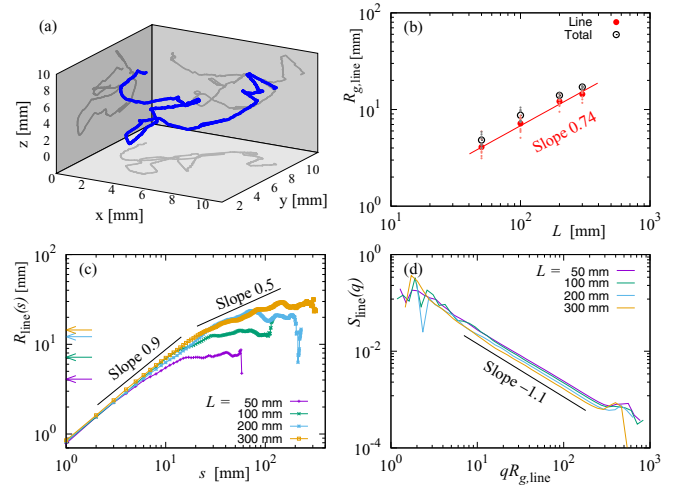 (a)
10
8
6
4
2
0
z [mm]
2
4
6
8
10
x [mm]
2
4
6
8
10
y [mm]
(b)
Line
Total
10²
10¹
10⁰
R_g,line [mm]
Slope 0.74
10¹ 10² 10³
L [mm]
(c)
10²
10¹
10⁰
R_line(s) [mm]
Slope 0.9
Slope 0.5
L = 50 mm
100 mm
200 mm
300 mm
10⁰ 10¹ 10²
s [mm]
(d)
L = 50 mm
100 mm
200 mm
300 mm
10⁰
10⁻²
10⁻⁴
S_line(q)
Slope −1.1
10⁰ 10¹ 10² 10³
qR_g,line